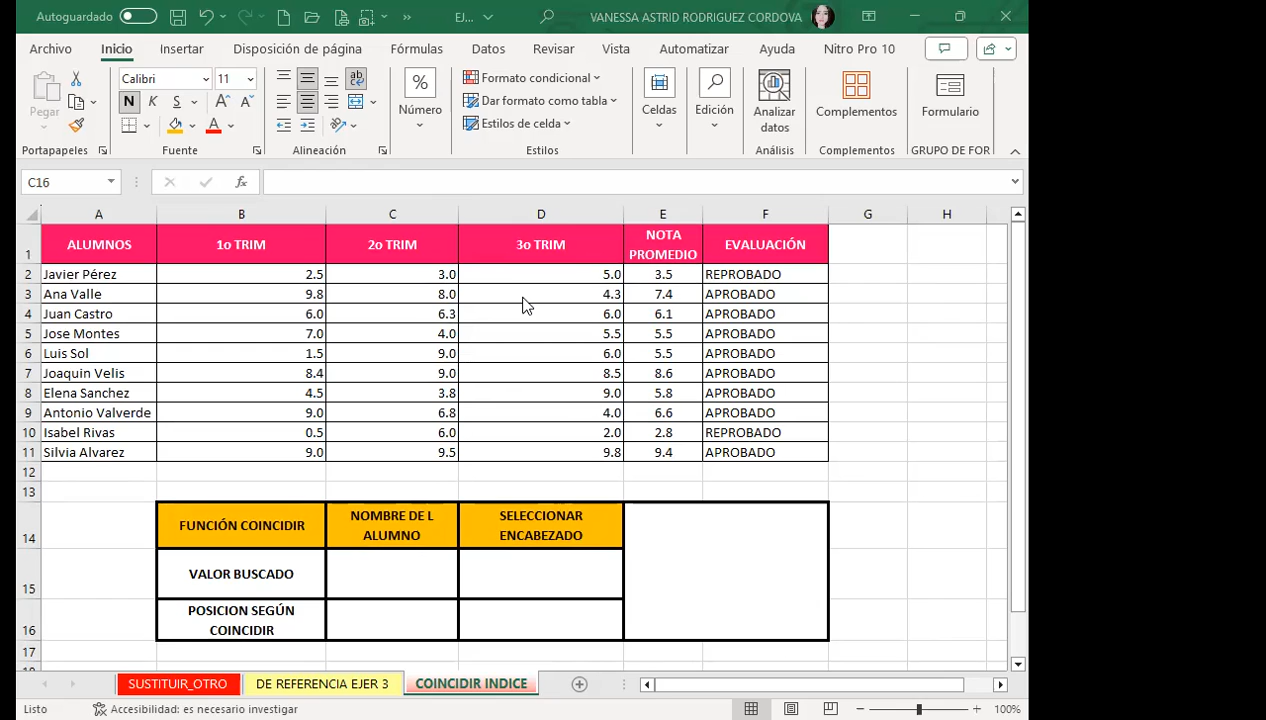 Autoguardado
EJ...
VANESSA ASTRID RODRIGUEZ CORDOVA
Archivo Inicio Insertar Disposición de página Fórmulas Datos Revisar Vista Automatizar Ayuda Nitro Pro 10
Pegar
Calibri 11
N K S
ab
Número
Formato condicional
Dar formato como tabla
Estilos de celda
Celdas
Edición
Analizar datos
Complementos
Formulario
Portapapeles Fuente Alineación Estilos Análisis Complementos GRUPO DE FOR
C16 fx
A B C D E F G H
1 ALUMNOS 1o TRIM 2o TRIM 3o TRIM NOTA PROMEDIO EVALUACIÓN
2 Javier Pérez 2.5 3.0 5.0 3.5 REPROBADO
3 Ana Valle 9.8 8.0 4.3 7.4 APROBADO
4 Juan Castro 6.0 6.3 6.0 6.1 APROBADO
5 Jose Montes 7.0 4.0 5.5 5.5 APROBADO
6 Luis Sol 1.5 9.0 6.0 5.5 APROBADO
7 Joaquin Velis 8.4 9.0 8.5 8.6 APROBADO
8 Elena Sanchez 4.5 3.8 9.0 5.8 APROBADO
9 Antonio Valverde 9.0 6.8 4.0 6.6 APROBADO
10 Isabel Rivas 0.5 6.0 2.0 2.8 REPROBADO
11 Silvia Alvarez 9.0 9.5 9.8 9.4 APROBADO
12
13
14 FUNCIÓN COINCIDIR NOMBRE DE L ALUMNO SELECCIONAR ENCABEZADO
15 VALOR BUSCADO
16 POSICION SEGÚN COINCIDIR
17
18
SUSTITUIR_OTRO DE REFERENCIA EJER 3 COINCIDIR INDICE
Listo Accesibilidad: es necesario investigar 100%